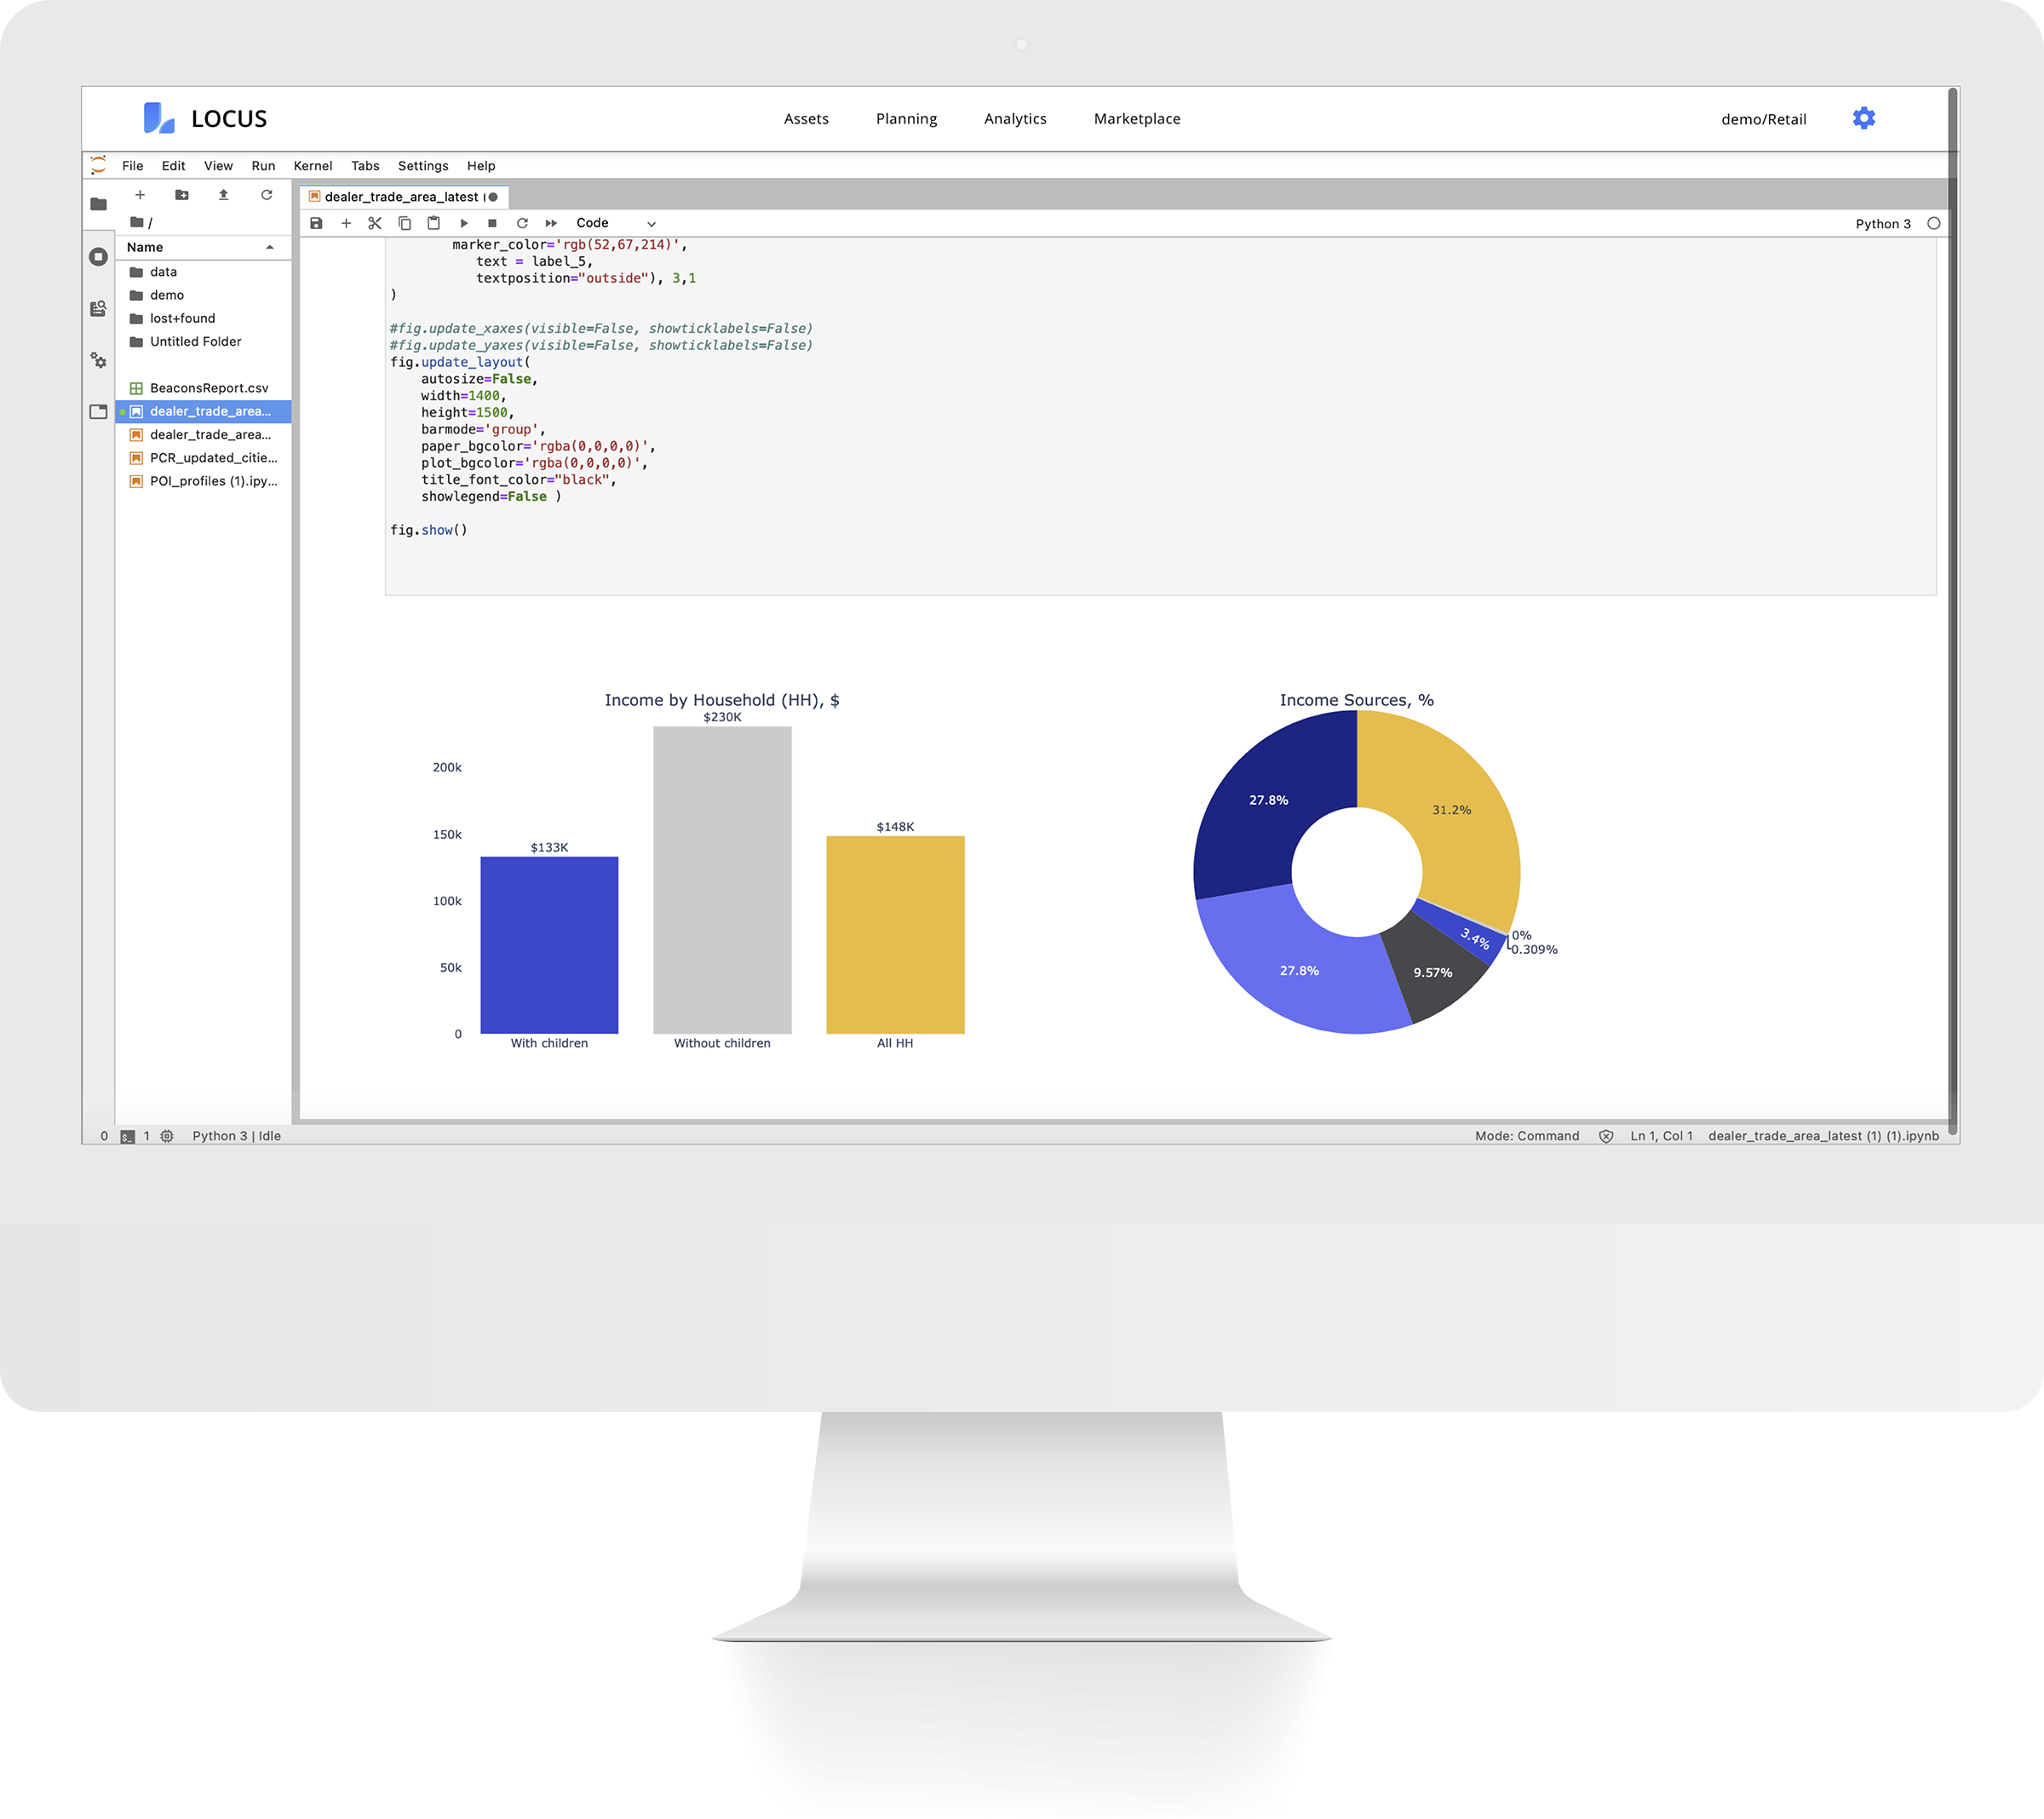 LOCUS
Assets Planning Analytics Marketplace
demo/Retail
File Edit View Run Kernel Tabs Settings Help
/
Name
data
demo
lost+found
Untitled Folder
BeaconsReport.csv
dealer_trade_area...
dealer_trade_area...
PCR_updated_citie...
POI_profiles (1).ipy...
dealer_trade_area_latest (
Code
Python 3
marker_color='rgb(52,67,214)',
text = label_5,
textposition="outside"), 3,1
)
#fig.update_xaxes(visible=False, showticklabels=False)
#fig.update_yaxes(visible=False, showticklabels=False)
fig.update_layout(
autosize=False,
width=1400,
height=1500,
barmode='group',
paper_bgcolor='rgba(0,0,0,0)',
plot_bgcolor='rgba(0,0,0,0)',
title_font_color="black",
showlegend=False )
fig.show()
Income by Household (HH), $
$230K
200k
150k
100k
50k
0
$133K
$148K
With children
Without children
All HH
Income Sources, %
27.8%
31.2%
0%
0.309%
3.4%
9.57%
27.8%
0 $_ 1 Python 3 | Idle
Mode: Command Ln 1, Col 1 dealer_trade_area_latest (1) (1).ipynb